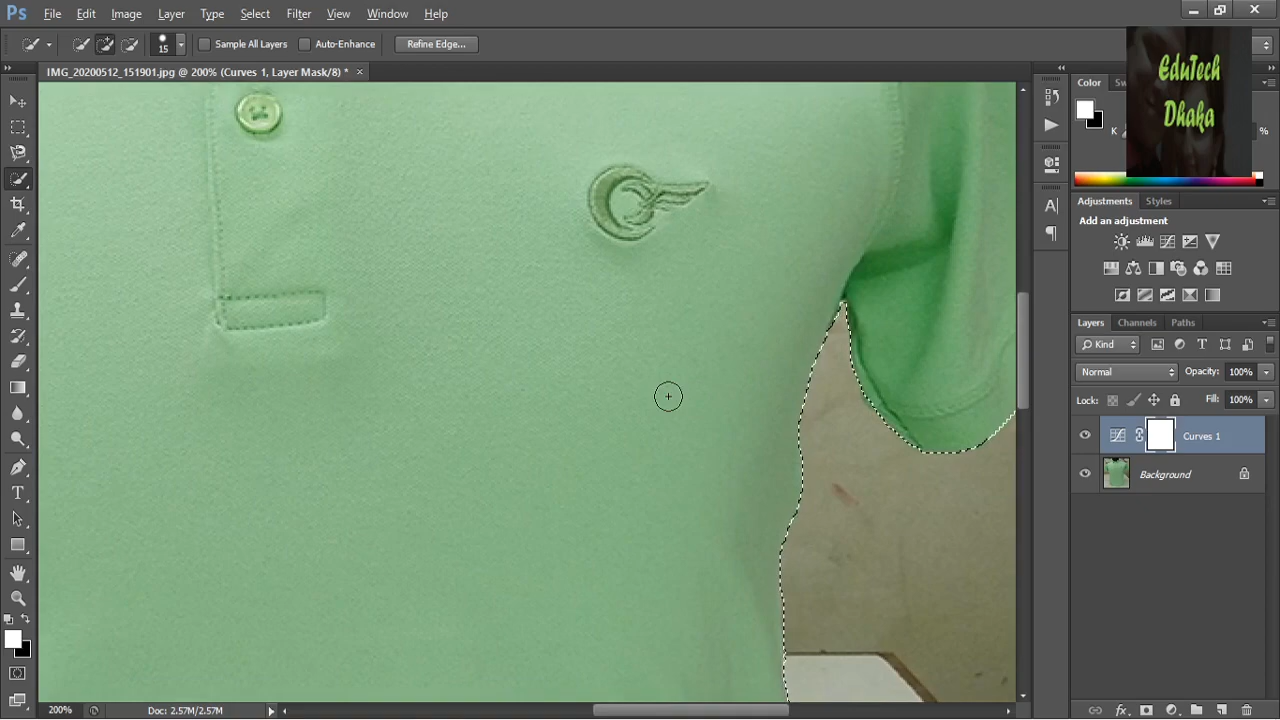 Ps File Edit Image Layer Type Select Filter View Window Help
15 Sample All Layers Auto-Enhance Refine Edge...
IMG_20200512_151901.jpg @ 200% (Curves 1, Layer Mask/8) * ×
EduTech
Dhaka
Color Sw
K %
Adjustments Styles
Add an adjustment
Layers Channels Paths
Kind T
Normal Opacity: 100%
Lock: Fill: 100%
Curves 1
Background
200% Doc: 2.57M/2.57M